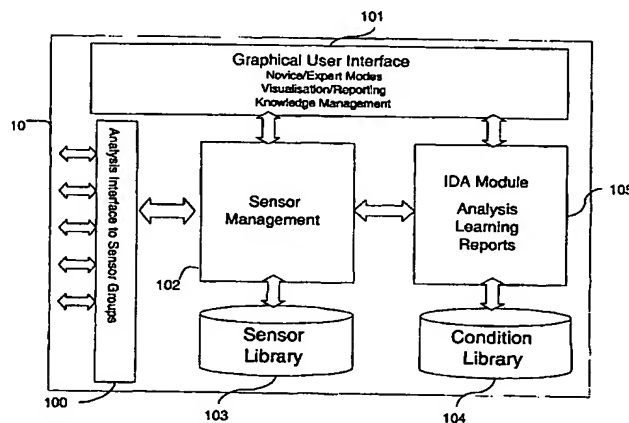 101
Graphical User Interface
Novice/Expert Modes
Visualisation/Reporting
Knowledge Management
10
Analysis Interface to Sensor Groups
Sensor
Management
IDA Module
Analysis
Learning
Reports
105
102
Sensor
Library
Condition
Library
100
103
104